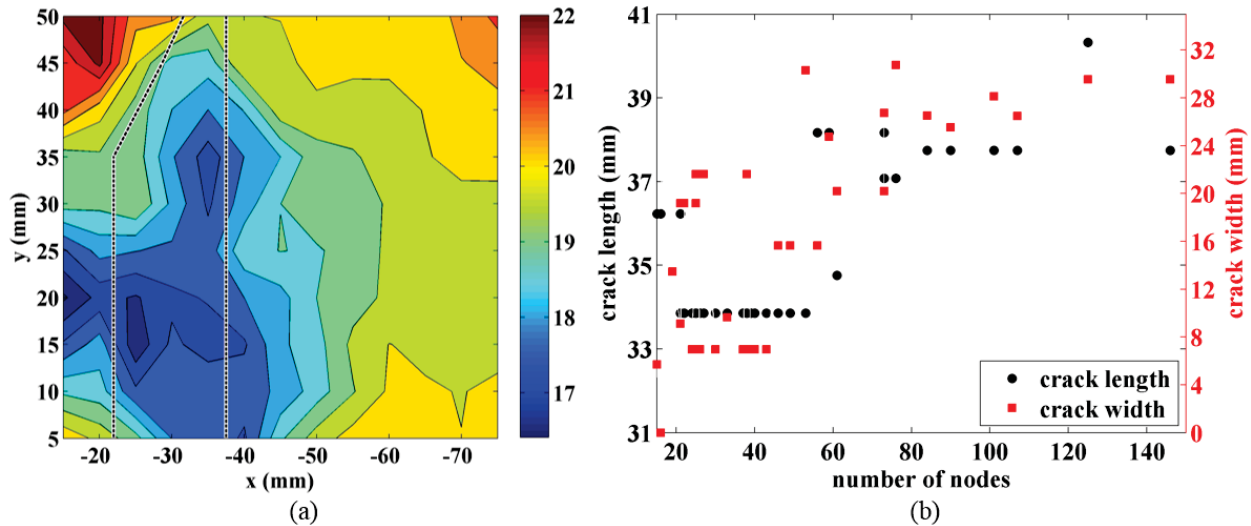 50
45
40
35
30
25
20
15
10
5
y (mm)
-20 -30 -40 -50 -60 -70
x (mm)
22
21
20
19
18
17
(a)
41
39
37
35
33
31
crack length (mm)
20 40 60 80 100 120 140
number of nodes
32
28
24
20
16
12
8
4
0
crack width (mm)
crack length
crack width
(b)